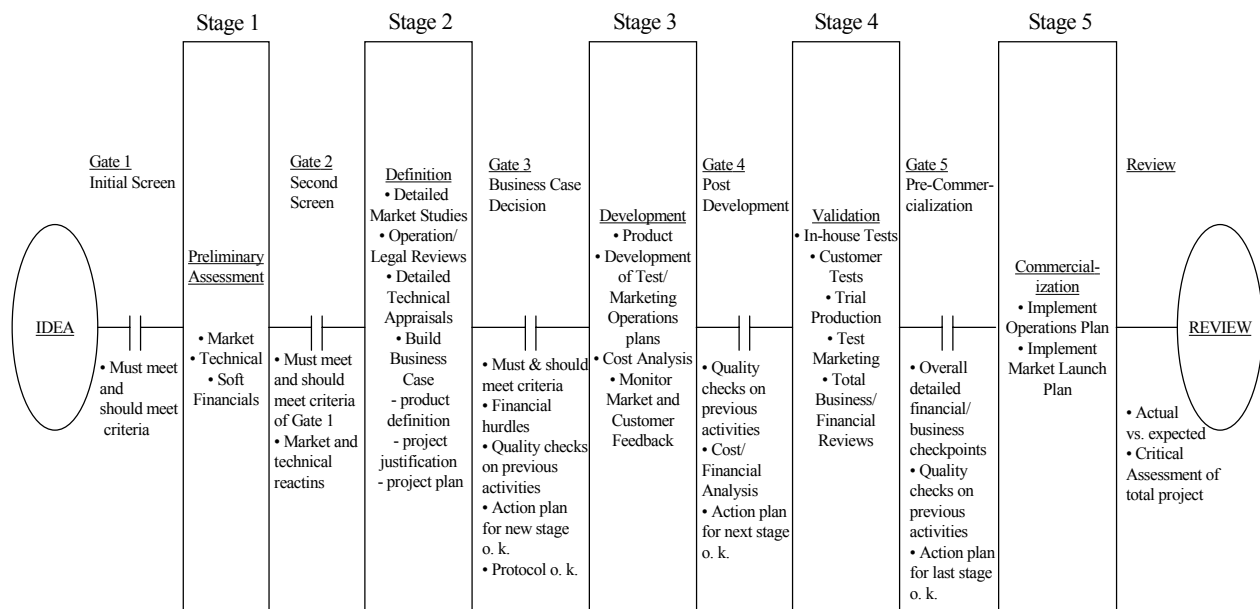 Stage 1
Stage 2
Stage 3
Stage 4
Stage 5
IDEA
Gate 1
Initial Screen
• Must meet
and
should meet
criteria
Preliminary
Assessment
• Market
• Technical
• Soft
Financials
Gate 2
Second
Screen
• Must meet
and should
meet criteria
of Gate 1
• Market and
technical
reactins
Definition
• Detailed
Market Studies
• Operation/
Legal Reviews
• Detailed
Technical
Appraisals
• Build
Business
Case
- product
definition
- project
justification
- project plan
Gate 3
Business Case
Decision
• Must & should
meet criteria
• Financial
hurdles
• Quality checks
on previous
activities
• Action plan
for new stage
o. k.
• Protocol o. k.
Development
• Product
• Development
of Test/
Marketing
Operations
plans
• Cost Analysis
• Monitor
Market and
Customer
Feedback
Gate 4
Post
Development
• Quality
checks on
previous
activities
• Cost/
Financial
Analysis
• Action plan
for next stage
o. k.
Validation
• In-house Tests
• Customer
Tests
• Trial
Production
• Test
Marketing
• Total
Business/
Financial
Reviews
Gate 5
Pre-Commer-
cialization
• Overall
detailed
financial/
business
checkpoints
• Quality
checks on
previous
activities
• Action plan
for last stage
o. k.
Commercial-
ization
• Implement
Operations Plan
• Implement
Market Launch
Plan
Review
REVIEW
• Actual
vs. expected
• Critical
Assessment of
total project